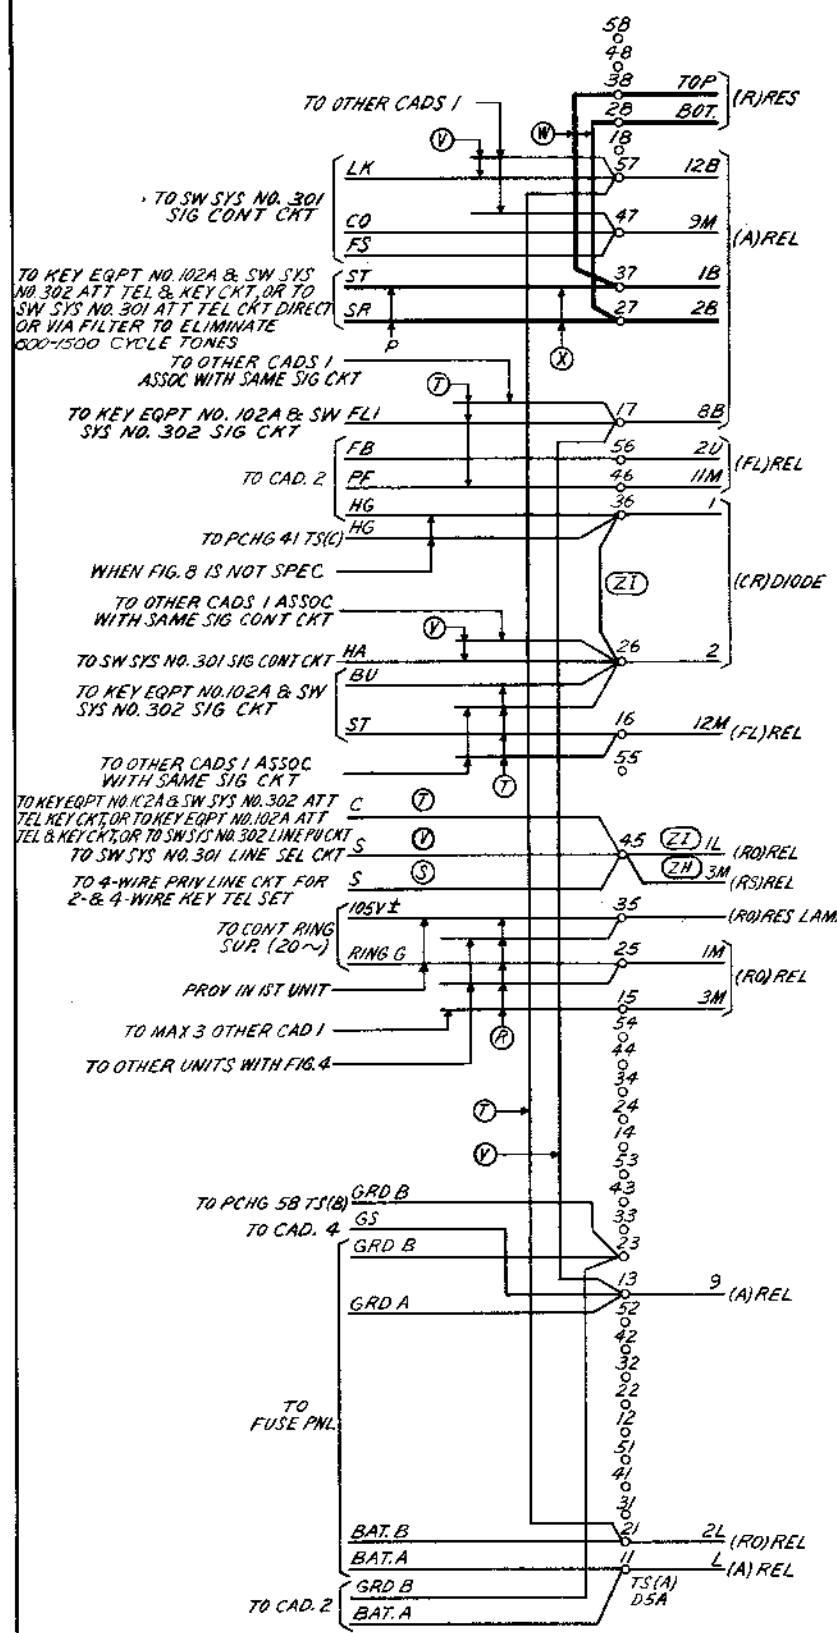 58
48
38 TOP
(R)RES
TO OTHER CADS 1
28 BOT.
V
W
18
57
LK
12B
TO SW SYS NO. 301
SIG CONT CKT
47
CO
9M
(A)REL
FS
TO KEY EQPT NO. 102A & SW SYS
NO. 302 ATT TEL & KEY CKT, OR TO
SW SYS NO. 301 ATT TEL CKT DIRECT
OR VIA FILTER TO ELIMINATE
600-1500 CYCLE TONES
ST
37
1B
SR
27
2B
P
X
TO OTHER CADS 1
ASSOC WITH SAME SIG CKT
T
TO KEY EQPT NO. 102A & SW
SYS NO. 302 SIG CKT
FL1
17
8B
FB
56
2U
(FL)REL
TO CAD. 2
PF
46
11M
HG
36
1
TO PCHG 41 TS(C)
HG
WHEN FIG. 8 IS NOT SPEC
ZI
(CR)DIODE
TO OTHER CADS 1 ASSOC
WITH SAME SIG CONT CKT
V
26
TO SW SYS NO. 301 SIG CONT CKT
HA
2
BU
TO KEY EQPT NO. 102A & SW
SYS NO. 302 SIG CKT
ST
16
12M
(FL)REL
55
TO OTHER CADS 1 ASSOC
WITH SAME SIG CKT
T
TO KEY EQPT NO. 102A & SW SYS NO. 302 ATT
TEL KEY CKT, OR TO KEY EQPT NO. 102A ATT
TEL & KEY CKT, OR TO SW SYS NO. 302 LINE PU CKT
C
T
TO SW SYS NO. 301 LINE SEL CKT
S
V
45
ZI
1L
(RO)REL
ZH
3M
(RS)REL
TO 4-WIRE PRIV LINE CKT FOR
2- & 4-WIRE KEY TEL SET
S
S
105V ±
35
(RO)RES LAM
TO CONT RING
SUP. (20~)
RING G
25
1M
(RO)REL
PROV IN 1ST UNIT
15
3M
TO MAX 3 OTHER CAD 1
R
54
TO OTHER UNITS WITH FIG. 4
44
34
24
T
14
V
53
43
TO PCHG 58 TS(B)
GRD B
33
TO CAD. 4
GS
23
GRD B
13
9
(A)REL
GRD A
52
42
32
22
TO
FUSE PNL
12
51
41
31
21
BAT. B
2L
(RO)REL
BAT. A
11
L
(A)REL
TS(A)
D5A
TO CAD. 2
GRD B
BAT. A